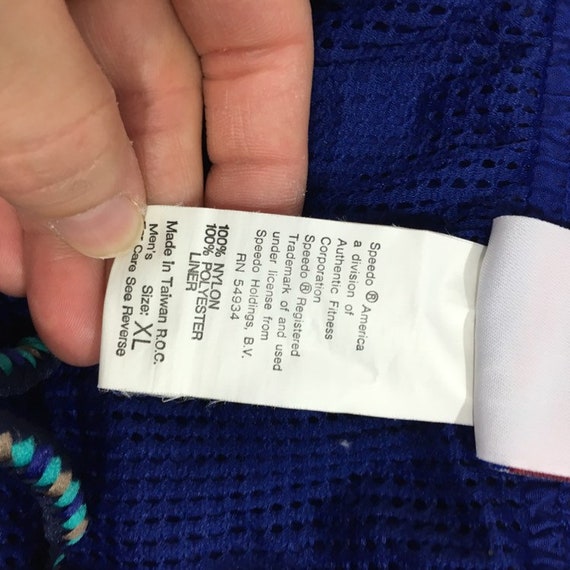 Speedo ® America
a division of
Authentic Fitness
Corporation
Speedo ® Registered
Trademark of and used
under license from
Speedo Holdings, B.V.
RN 54934
100% NYLON
100% POLYESTER
LINER
Made in Taiwan R.O.C.
Men's Size: XL
Care See Reverse